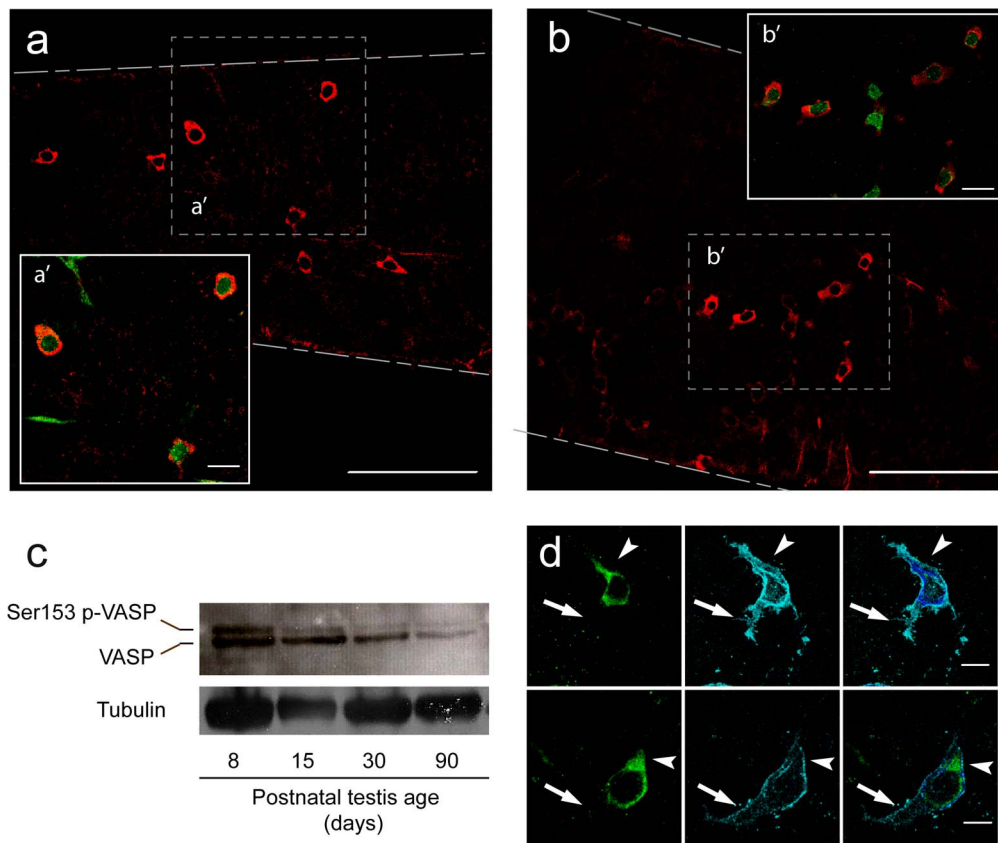 a
a′
a′
b
b′
b′
c
Ser153 p-VASP
VASP
Tubulin
8 15 30 90
Postnatal testis age
(days)
d